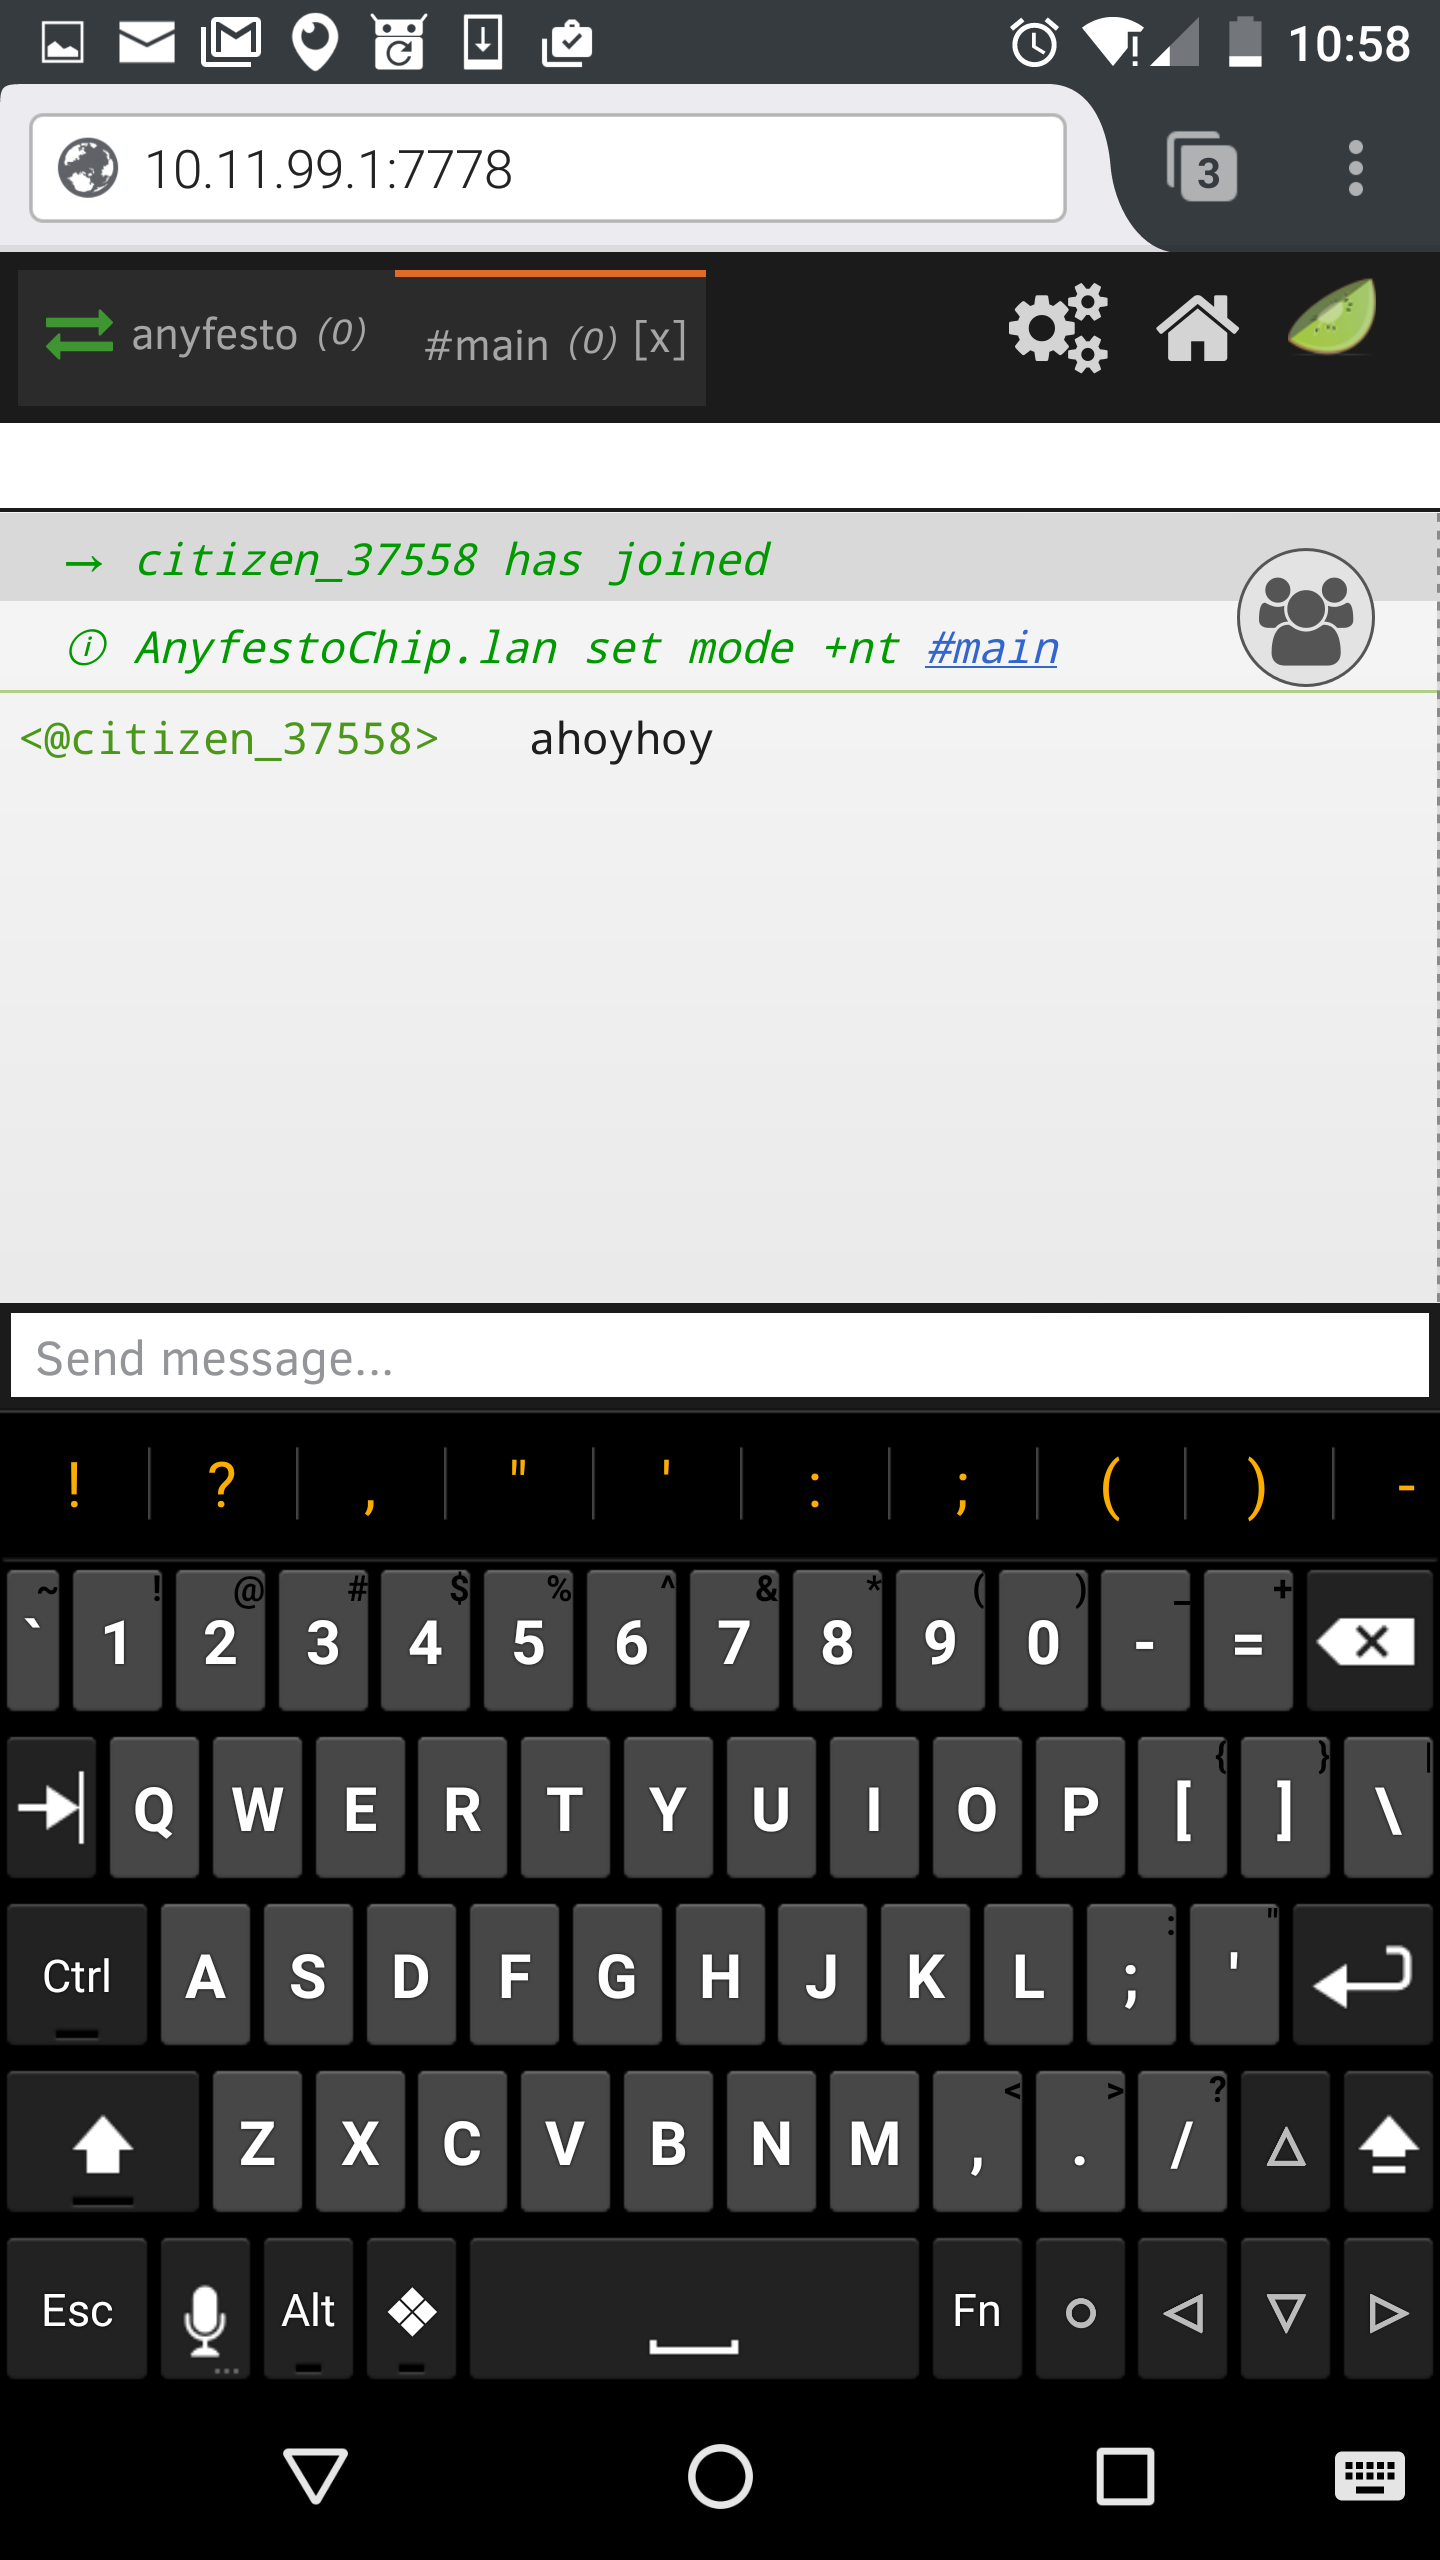 10:58
10.11.99.1:7778
3
anyfesto (0) #main (0) [x]
→ citizen_37558 has joined
ⓘ AnyfestoChip.lan set mode +nt #main
<@citizen_37558> ahoyhoy
Send message...
! ? , " ' : ; ( ) -
~ ! @ # $ % ^ & * ( ) _ +
` 1 2 3 4 5 6 7 8 9 0 - =
{ } |
Q W E R T Y U I O P [ ] \
: "
Ctrl A S D F G H J K L ; '
< > ?
Z X C V B N M , . /
Esc Alt Fn